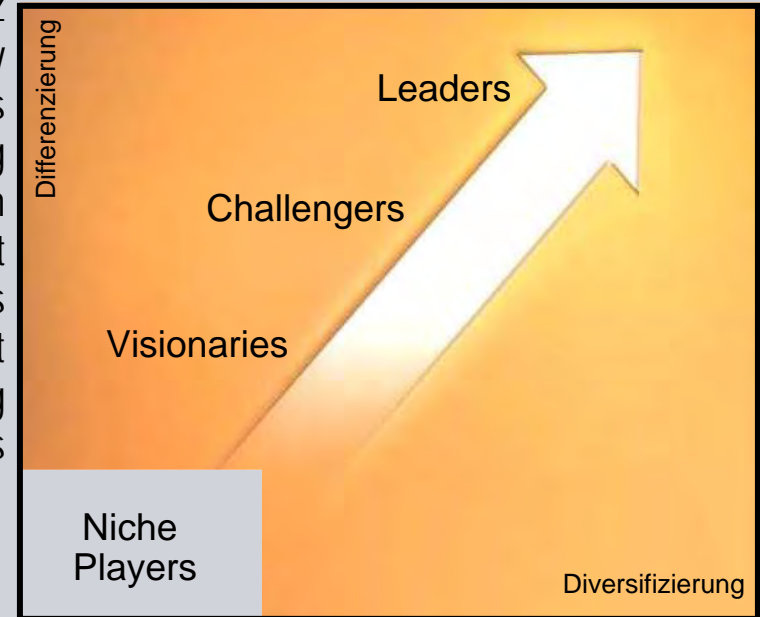 Differenzierung
Leaders
Challengers
Visionaries
Niche
Players
Diversifizierung